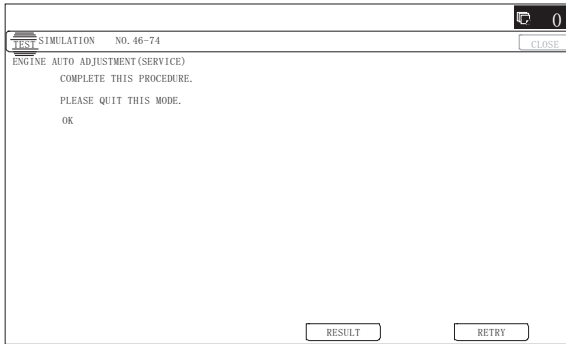 0
TEST SIMULATION NO.46-74
CLOSE
ENGINE AUTO ADJUSTMENT(SERVICE)
COMPLETE THIS PROCEDURE.
PLEASE QUIT THIS MODE.
OK
RESULT RETRY